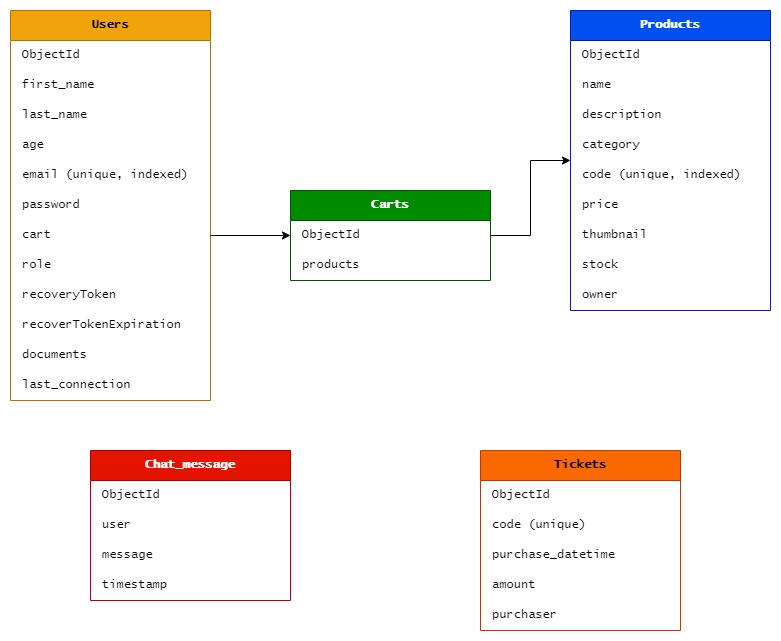 Users
ObjectId
first_name
last_name
age
email (unique, indexed)
password
cart
role
recoveryToken
recoverTokenExpiration
documents
last_connection
Carts
ObjectId
products
Products
ObjectId
name
description
category
code (unique, indexed)
price
thumbnail
stock
owner
Chat_message
ObjectId
user
message
timestamp
Tickets
ObjectId
code (unique)
purchase_datetime
amount
purchaser